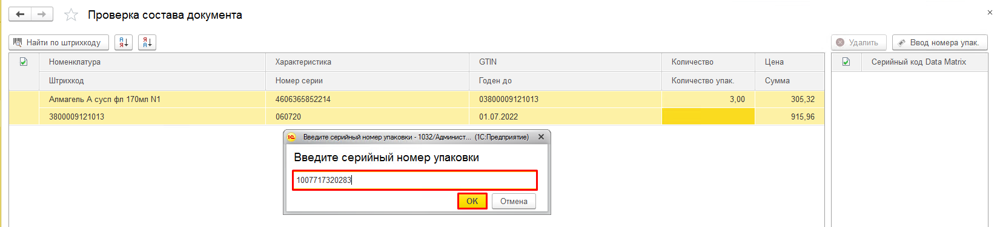 Проверка состава документа
Найти по штрихкоду
А
Я
Я
А
Удалить
Ввод номера упак.
Номенклатура Характеристика GTIN Количество Цена Серийный код Data Matrix
Штрихкод Номер серии Годен до Количество упак. Сумма
Алмагель А сусп фл 170мл N1 4606365852214 03800009121013 3,00 305,32
3800009121013 060720 01.07.2022 915,96
1С Введите серийный номер упаковки - 1032/Админист... (1С:Предприятие)
Введите серийный номер упаковки
1007717320283
OK Отмена